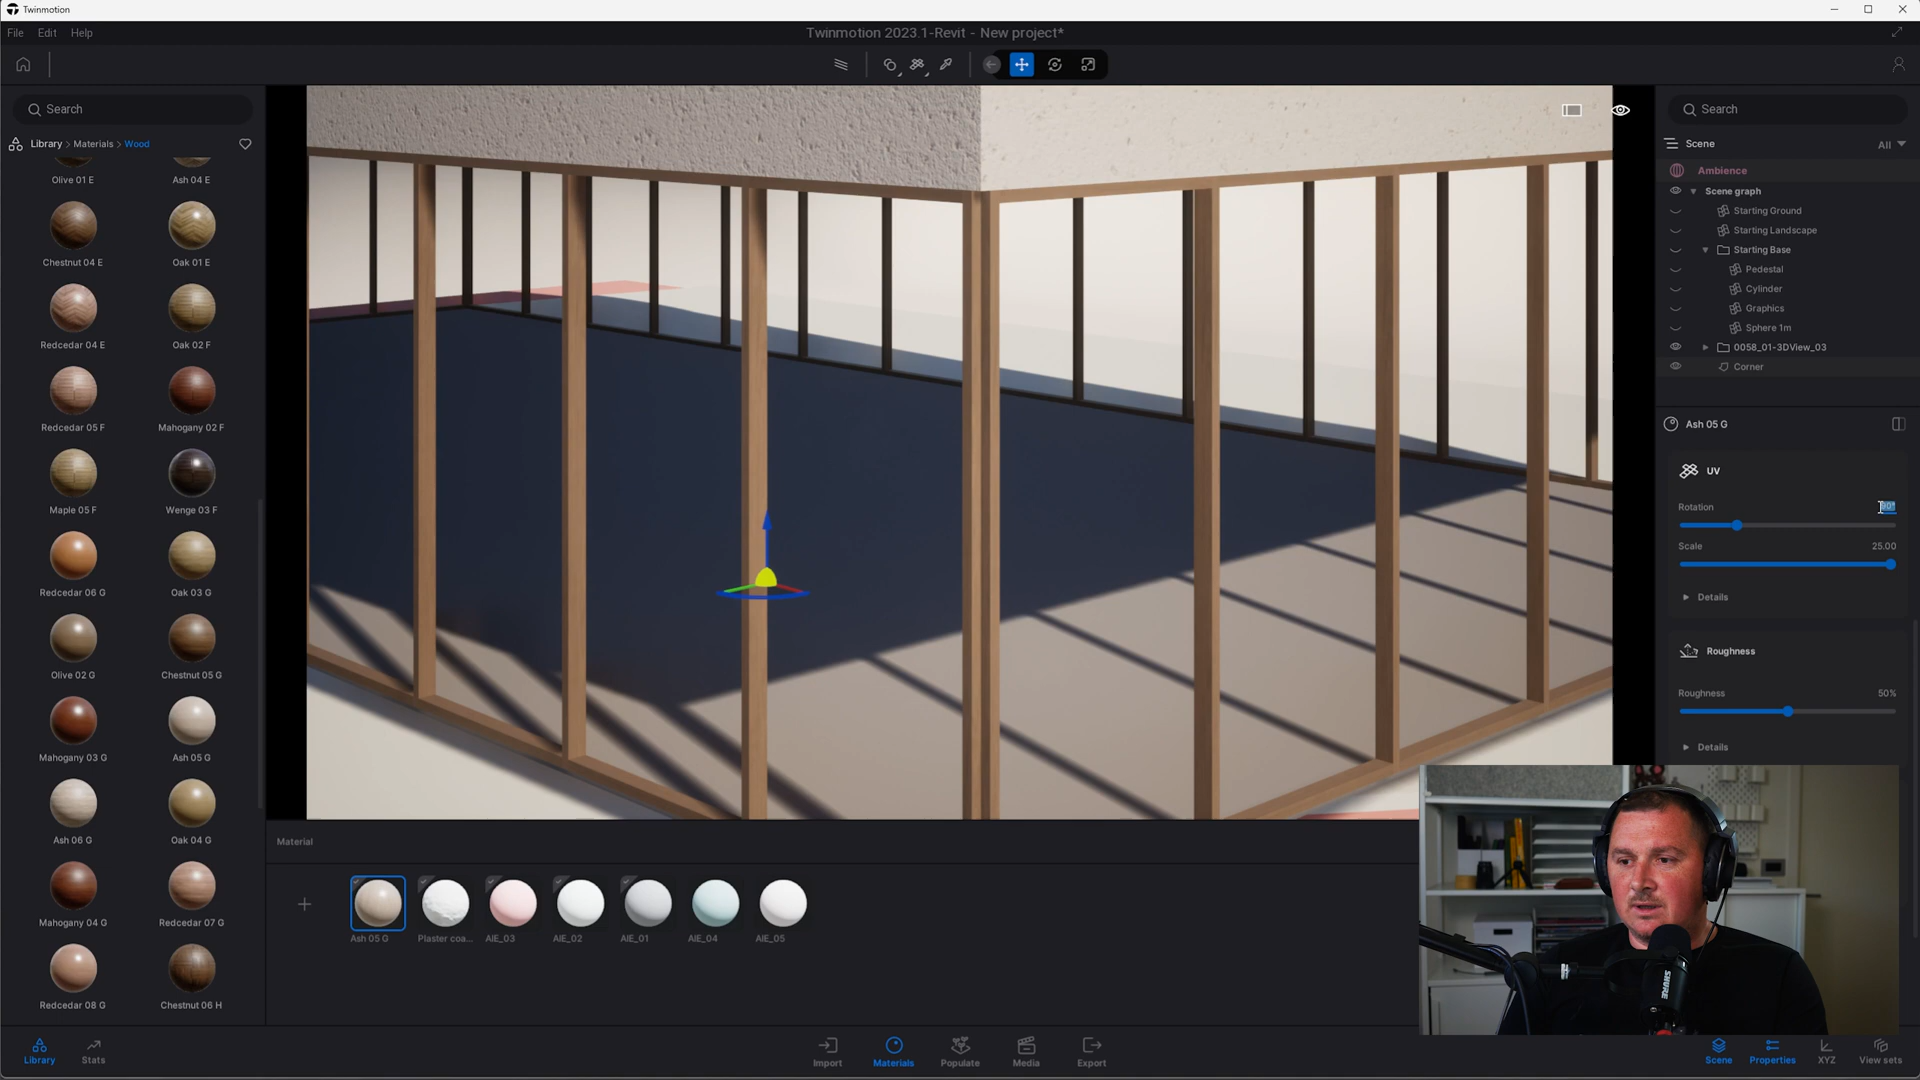 Twinmotion
File Edit Help
Twinmotion 2023.1-Revit - New project*
Search
Library > Materials > Wood
Olive 01 E Ash 04 E
Chestnut 04 E Oak 01 E
Redcedar 04 E Oak 02 F
Redcedar 05 F Mahogany 02 F
Maple 05 F Wenge 03 F
Redcedar 06 G Oak 03 G
Olive 02 G Chestnut 05 G
Mahogany 03 G Ash 05 G
Ash 06 G Oak 04 G
Mahogany 04 G Redcedar 07 G
Redcedar 08 G Chestnut 06 H
Library Stats
Material
Ash 05 G Plaster coa... AIE_03 AIE_02 AIE_01 AIE_04 AIE_05
Import Materials Populate Media Export
Search
Scene All
Ambience
Scene graph
Starting Ground
Starting Landscape
Starting Base
Pedestal
Cylinder
Graphics
Sphere 1m
0058_01-3DView_03
Corner
Ash 05 G
UV
Rotation
Scale 25.00
Details
Roughness
Roughness 50%
Details
SHURE
Scene Properties XYZ View sets